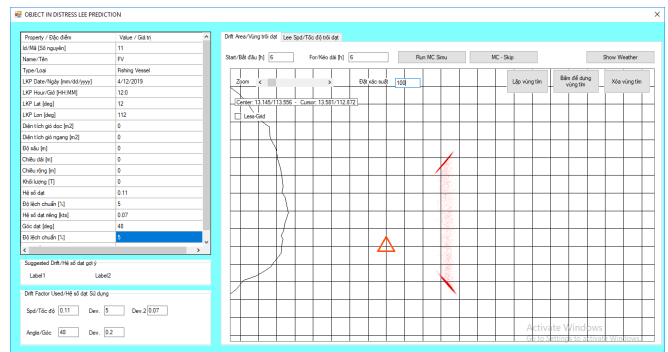 OBJECT IN DISTRESS LEE PREDICTION
Property / Đặc điểm Value / Giá trị
Id/Mã [Số nguyên] 11
Name/Tên FV
Type/Loại Fishing Vessel
LKP Date/Ngày [mm/dd/yyyy] 4/12/2019
LKP Hour/Giờ [HH:MM] 12:0
LKP Lat [deg] 12
LKP Lon [deg] 112
Diện tích gió dọc [m2] 0
Diện tích gió ngang [m2] 0
Độ sâu [m] 0
Chiều dài [m] 0
Chiều rộng [m] 0
Khối lượng [T] 0
Hệ số dạt 0.11
Độ lệch chuẩn [%] 5
Hệ số dạt riêng [kts] 0.07
Góc dạt [deg] 48
Độ lệch chuẩn [%] 5
Suggested Drift/Hệ số dạt gợi ý
Label1 Label2
Drift Factor Used/Hệ số dạt Sử dụng
Spd/Tốc độ 0.11 Dev. 5 Dev.2 0.07
Angle/Góc 48 Dev. 0.2
Drift Area/Vùng trôi dạt Lee Spd/Tốc độ trôi dạt
Start/Bắt đầu [h] 6 For/Kéo dài [h] 6 Run MC Simu MC - Skip Show Weather
Zoom Đặt xác suất 100 Lập vùng tìm Bấm để dung vùng tìm Xóa vùng tìm
Center: 13.145/113.556 - Cursor: 13.501/112.872
Less-Grid
Activate Windows
Go to Settings to activate Windows.